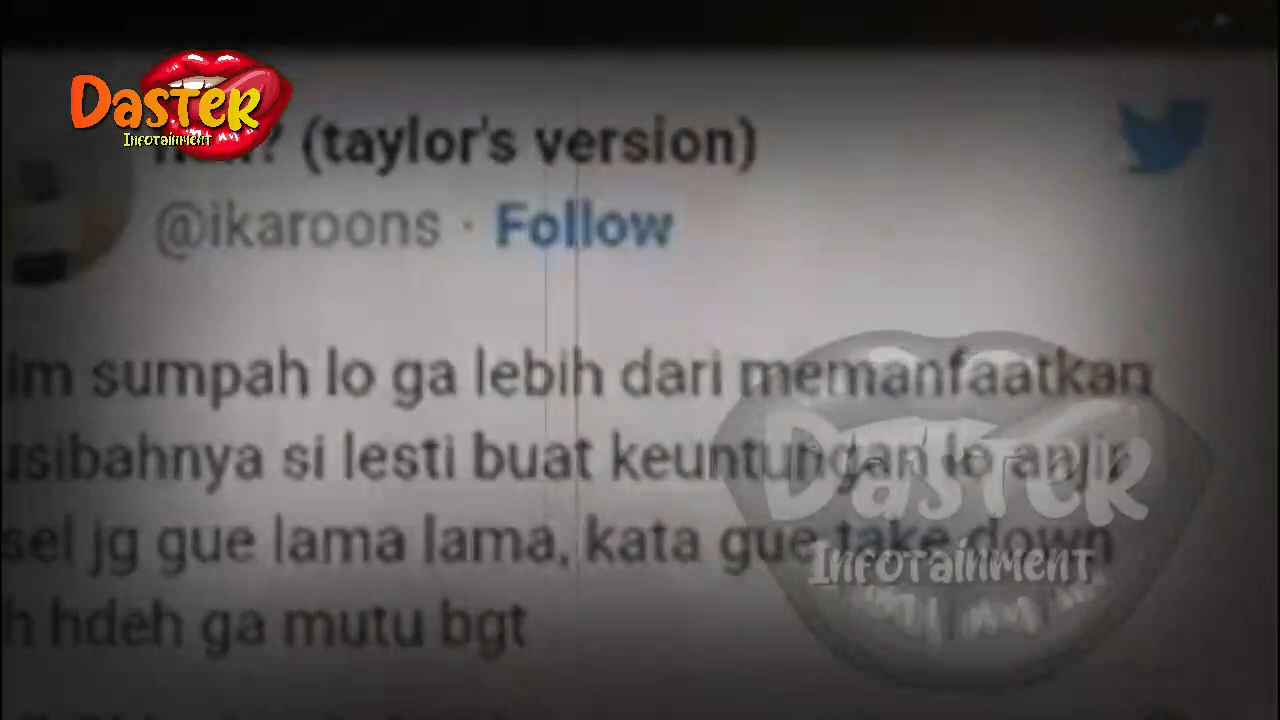 DASTER
INFOTAINMENT
(taylor's version)
@ikaroons · Follow
im sumpah lo ga lebih dari memanfaatkan
usibahnya si lesti buat keuntungan lo anjir
sel jg gue lama lama, kata gue take down
h hdeh ga mutu bgt
DASTER
INFOTAINMENT